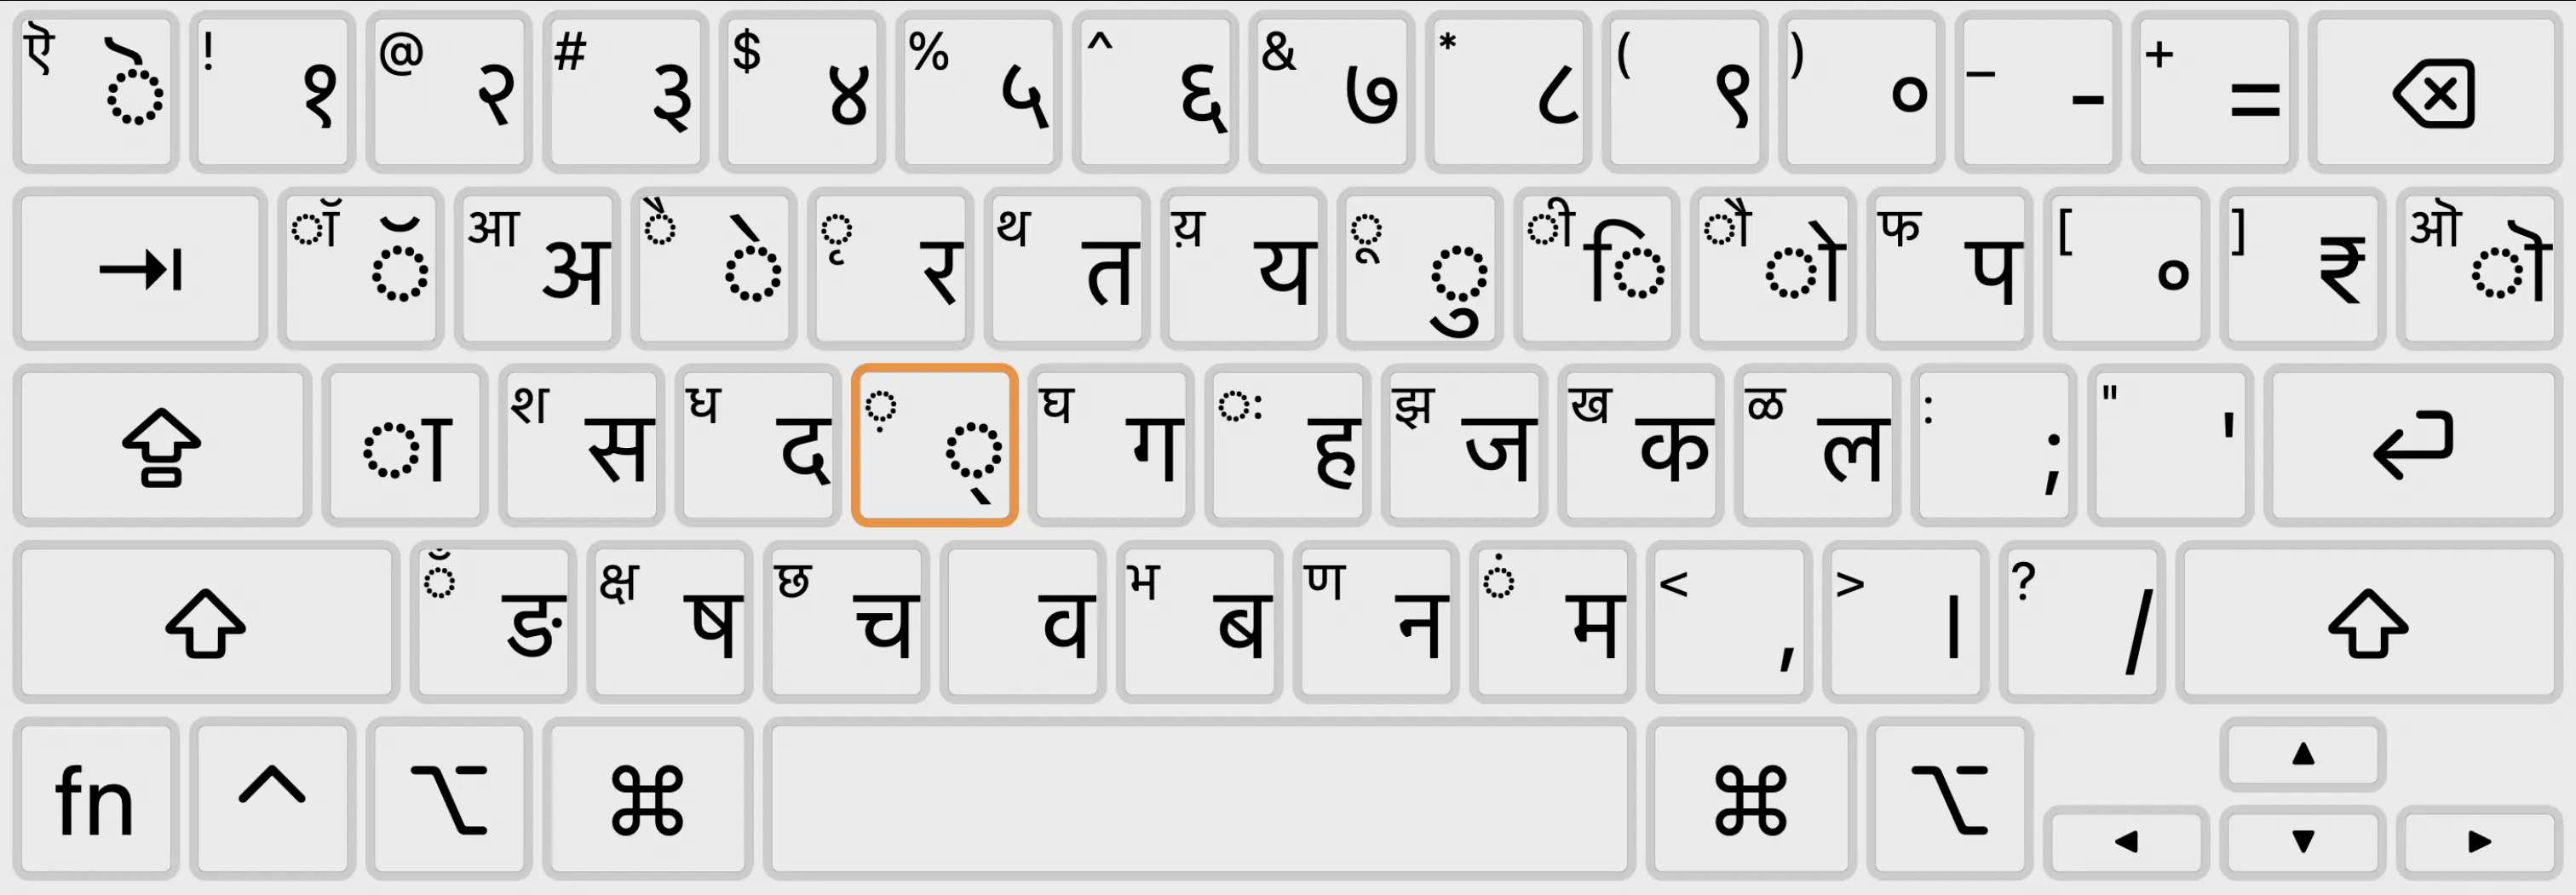 ऐ ॆ ! १ @ २ # ३ $ ४ % ५ ^ ६ & ७ * ८ ( ९ ) ० _ - + =
ॉ ॅ आ अ ै े ृ र थ त य़ य ू ु ी ि ौ ो फ प [ ॰ ] ₹ ऒ ॊ
ा श स ध द ़ ् घ ग ः ह झ ज ख क ळ ल : ; " '
ँ ङ क्ष ष छ च व भ ब ण न ं म < , > । ? /
fn ^ ⌥ ⌘ ⌘ ⌥